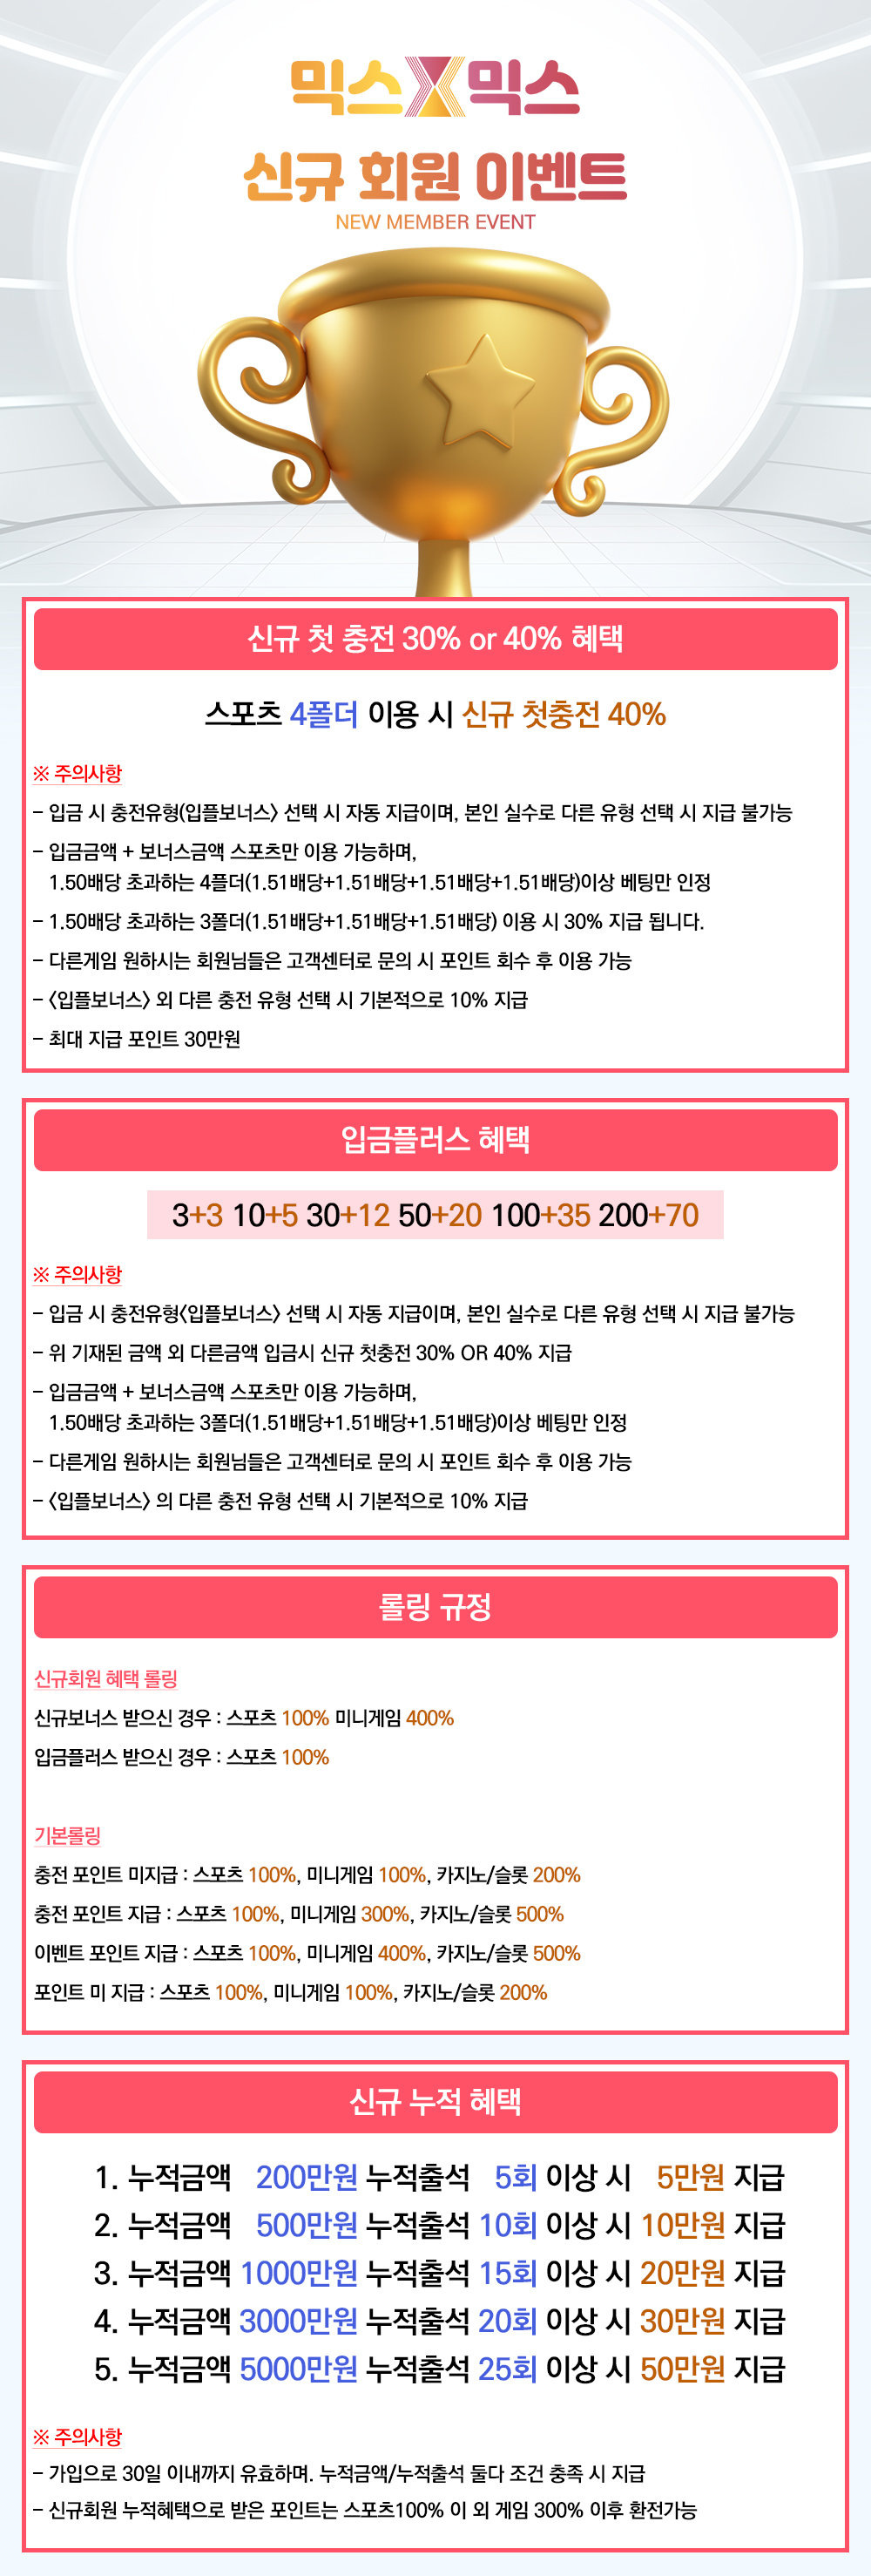 믹스 믹스
신규 회원 이벤트
NEW MEMBER EVENT
신규 첫 충전 30% or 40% 혜택
스포츠 4폴더 이용 시 신규 첫충전 40%
※ 주의사항
- 입금 시 충전유형(입플보너스> 선택 시 자동 지급이며, 본인 실수로 다른 유형 선택 시 지급 불가능
- 입금금액 + 보너스금액 스포츠만 이용 가능하며,
1.50배당 초과하는 4플더(1.51배당+1.51배당+1.51배당+1.51배당)이상 베팅만 인정
- 1.50배당 초과하는 3폴더(1.51배당+1.51배당+1.51배당) 이용 시 30% 지급 됩니다.
- 다른게임 원하시는 회원님들은 고객센터로 문의 시 포인트 회수 후 이용 가능
- <입플보너스> 외 다른 충전 유형 선택 시 기본적으로 10% 지급
- 최대 지급 포인트 30만원
입금플러스 혜택
3+3 10+5 30+12 50+20 100+35 200+70
※ 주의사항
- 입금 시 충전유형<입플보너스> 선택 시 자동 지급이며, 본인 실수로 다른 유형 선택 시 지급 불가능
- 위 기재된 금액 외 다른금액 입금시 신규 첫충전 30% OR 40% 지급
- 입금금액 + 보너스금액 스포츠만 이용 가능하며,
1.50배당 초과하는 3폴더(1.51배당+1.51배당+1.51배당)이상 베팅만 인정
- 다른게임 원하시는 회원님들은 고객센터로 문의 시 포인트 회수 후 이용 가능
- <입플보너스> 의 다른 충전 유형 선택 시 기본적으로 10% 지급
롤링 규정
신규회원 혜택 롤링
신규보너스 받으신 경우 : 스포츠 100% 미니게임 400%
입금플러스 받으신 경우 : 스포츠 100%
기본롤링
충전 포인트 미지급 : 스포츠 100%, 미니게임 100%, 카지노/슬롯 200%
충전 포인트 지급 : 스포츠 100%, 미니게임 300%, 카지노/슬롯 500%
이벤트 포인트 지급 : 스포츠 100%, 미니게임 400%, 카지노/슬롯 500%
포인트 미 지급 : 스포츠 100%, 미니게임 100%, 카지노/슬롯 200%
신규 누적 혜택
1. 누적금액 200만원 누적출석 5회 이상 시 5만원 지급
2. 누적금액 500만원 누적출석 10회 이상 시 10만원 지급
3. 누적금액 1000만원 누적출석 15회 이상 시 20만원 지급
4. 누적금액 3000만원 누적출석 20회 이상 시 30만원 지급
5. 누적금액 5000만원 누적출석 25회 이상 시 50만원 지급
※ 주의사항
- 가입으로 30일 이내까지 유효하며. 누적금액/누적출석 둘다 조건 충족 시 지급
- 신규회원 누적혜택으로 받은 포인트는 스포츠100% 이 외 게임 300% 이후 환전가능